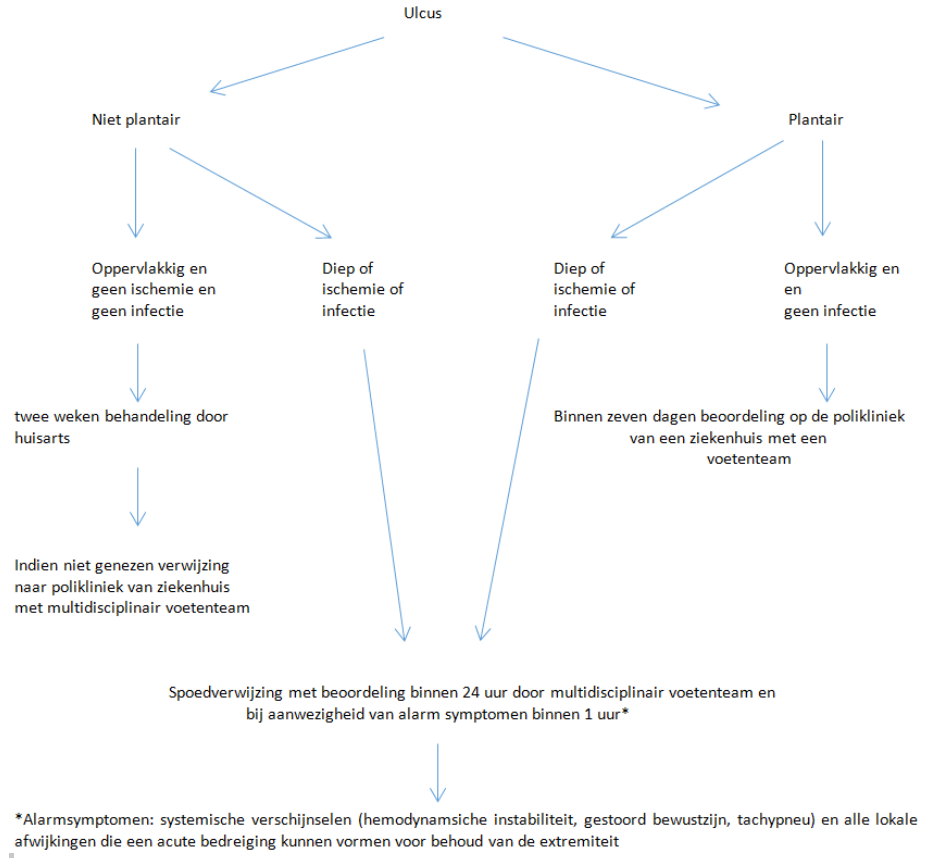 Ulcus
Niet plantair
Plantair
Oppervlakkig en
geen ischemie en
geen infectie
Diep of
ischemie of
infectie
Diep of
ischemie of
infectie
Oppervlakkig en
en
geen infectie
twee weken behandeling door
huisarts
Binnen zeven dagen beoordeling op de polikliniek
van een ziekenhuis met een
voetenteam
Indien niet genezen verwijzing
naar polikliniek van ziekenhuis
met multidisciplinair voetenteam
Spoedverwijzing met beoordeling binnen 24 uur door multidisciplinair voetenteam en
bij aanwezigheid van alarm symptomen binnen 1 uur*
*Alarmsymptomen: systemische verschijnselen (hemodynamsiche instabiliteit, gestoord bewustzijn, tachypneu) en alle lokale
afwijkingen die een acute bedreiging kunnen vormen voor behoud van de extremiteit